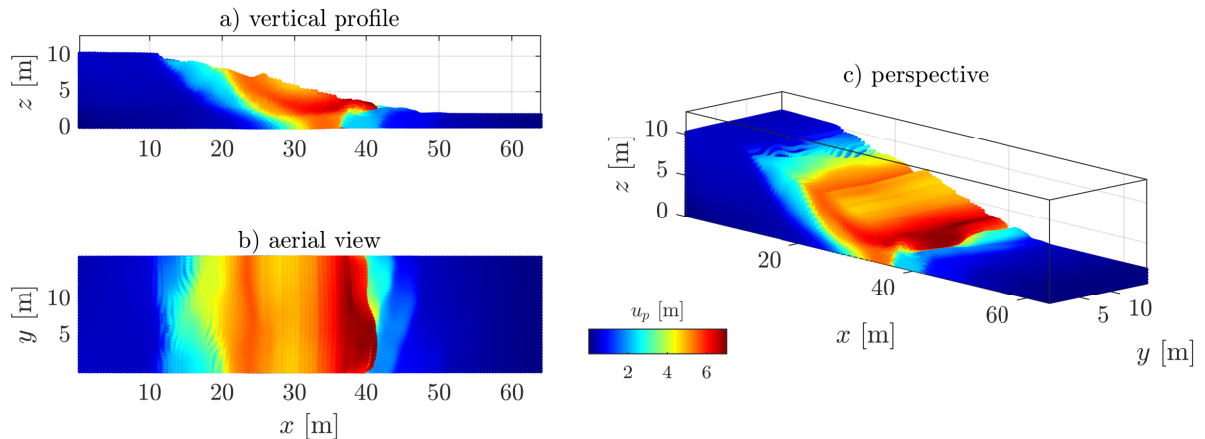 a) vertical profile
z [m]
10
5
0
10 20 30 40 50 60
b) aerial view
y [m]
10
5
10 20 30 40 50 60
x [m]
c) perspective
z [m]
10
5
0
20
40
60
x [m]
5
10
y [m]
u_p [m]
2 4 6